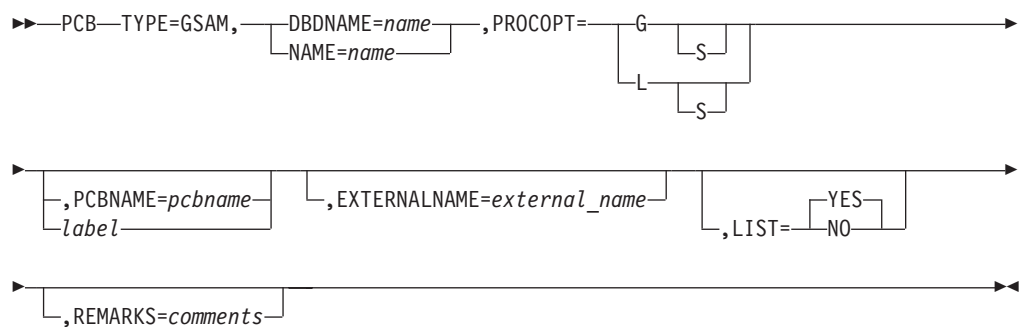 PCB TYPE=GSAM, DBDNAME=name ,PROCOPT= G
NAME=name S
L
S
,PCBNAME=pcbname ,EXTERNALNAME=external_name YES
label ,LIST= NO
,REMARKS=comments